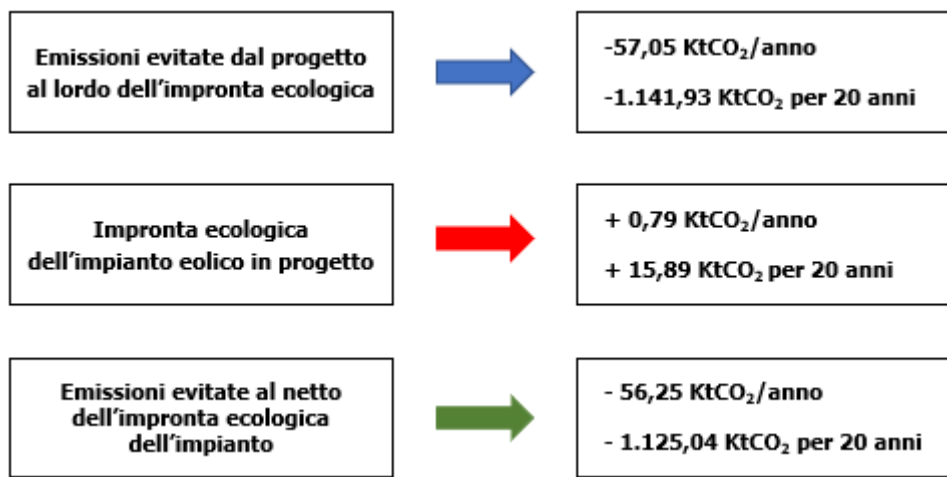 Emissioni evitate dal progetto
al lordo dell'impronta ecologica
-57,05 KtCO₂/anno
-1.141,93 KtCO₂ per 20 anni
Impronta ecologica
dell'impianto eolico in progetto
+ 0,79 KtCO₂/anno
+ 15,89 KtCO₂ per 20 anni
Emissioni evitate al netto
dell'impronta ecologica
dell'impianto
- 56,25 KtCO₂/anno
- 1.125,04 KtCO₂ per 20 anni